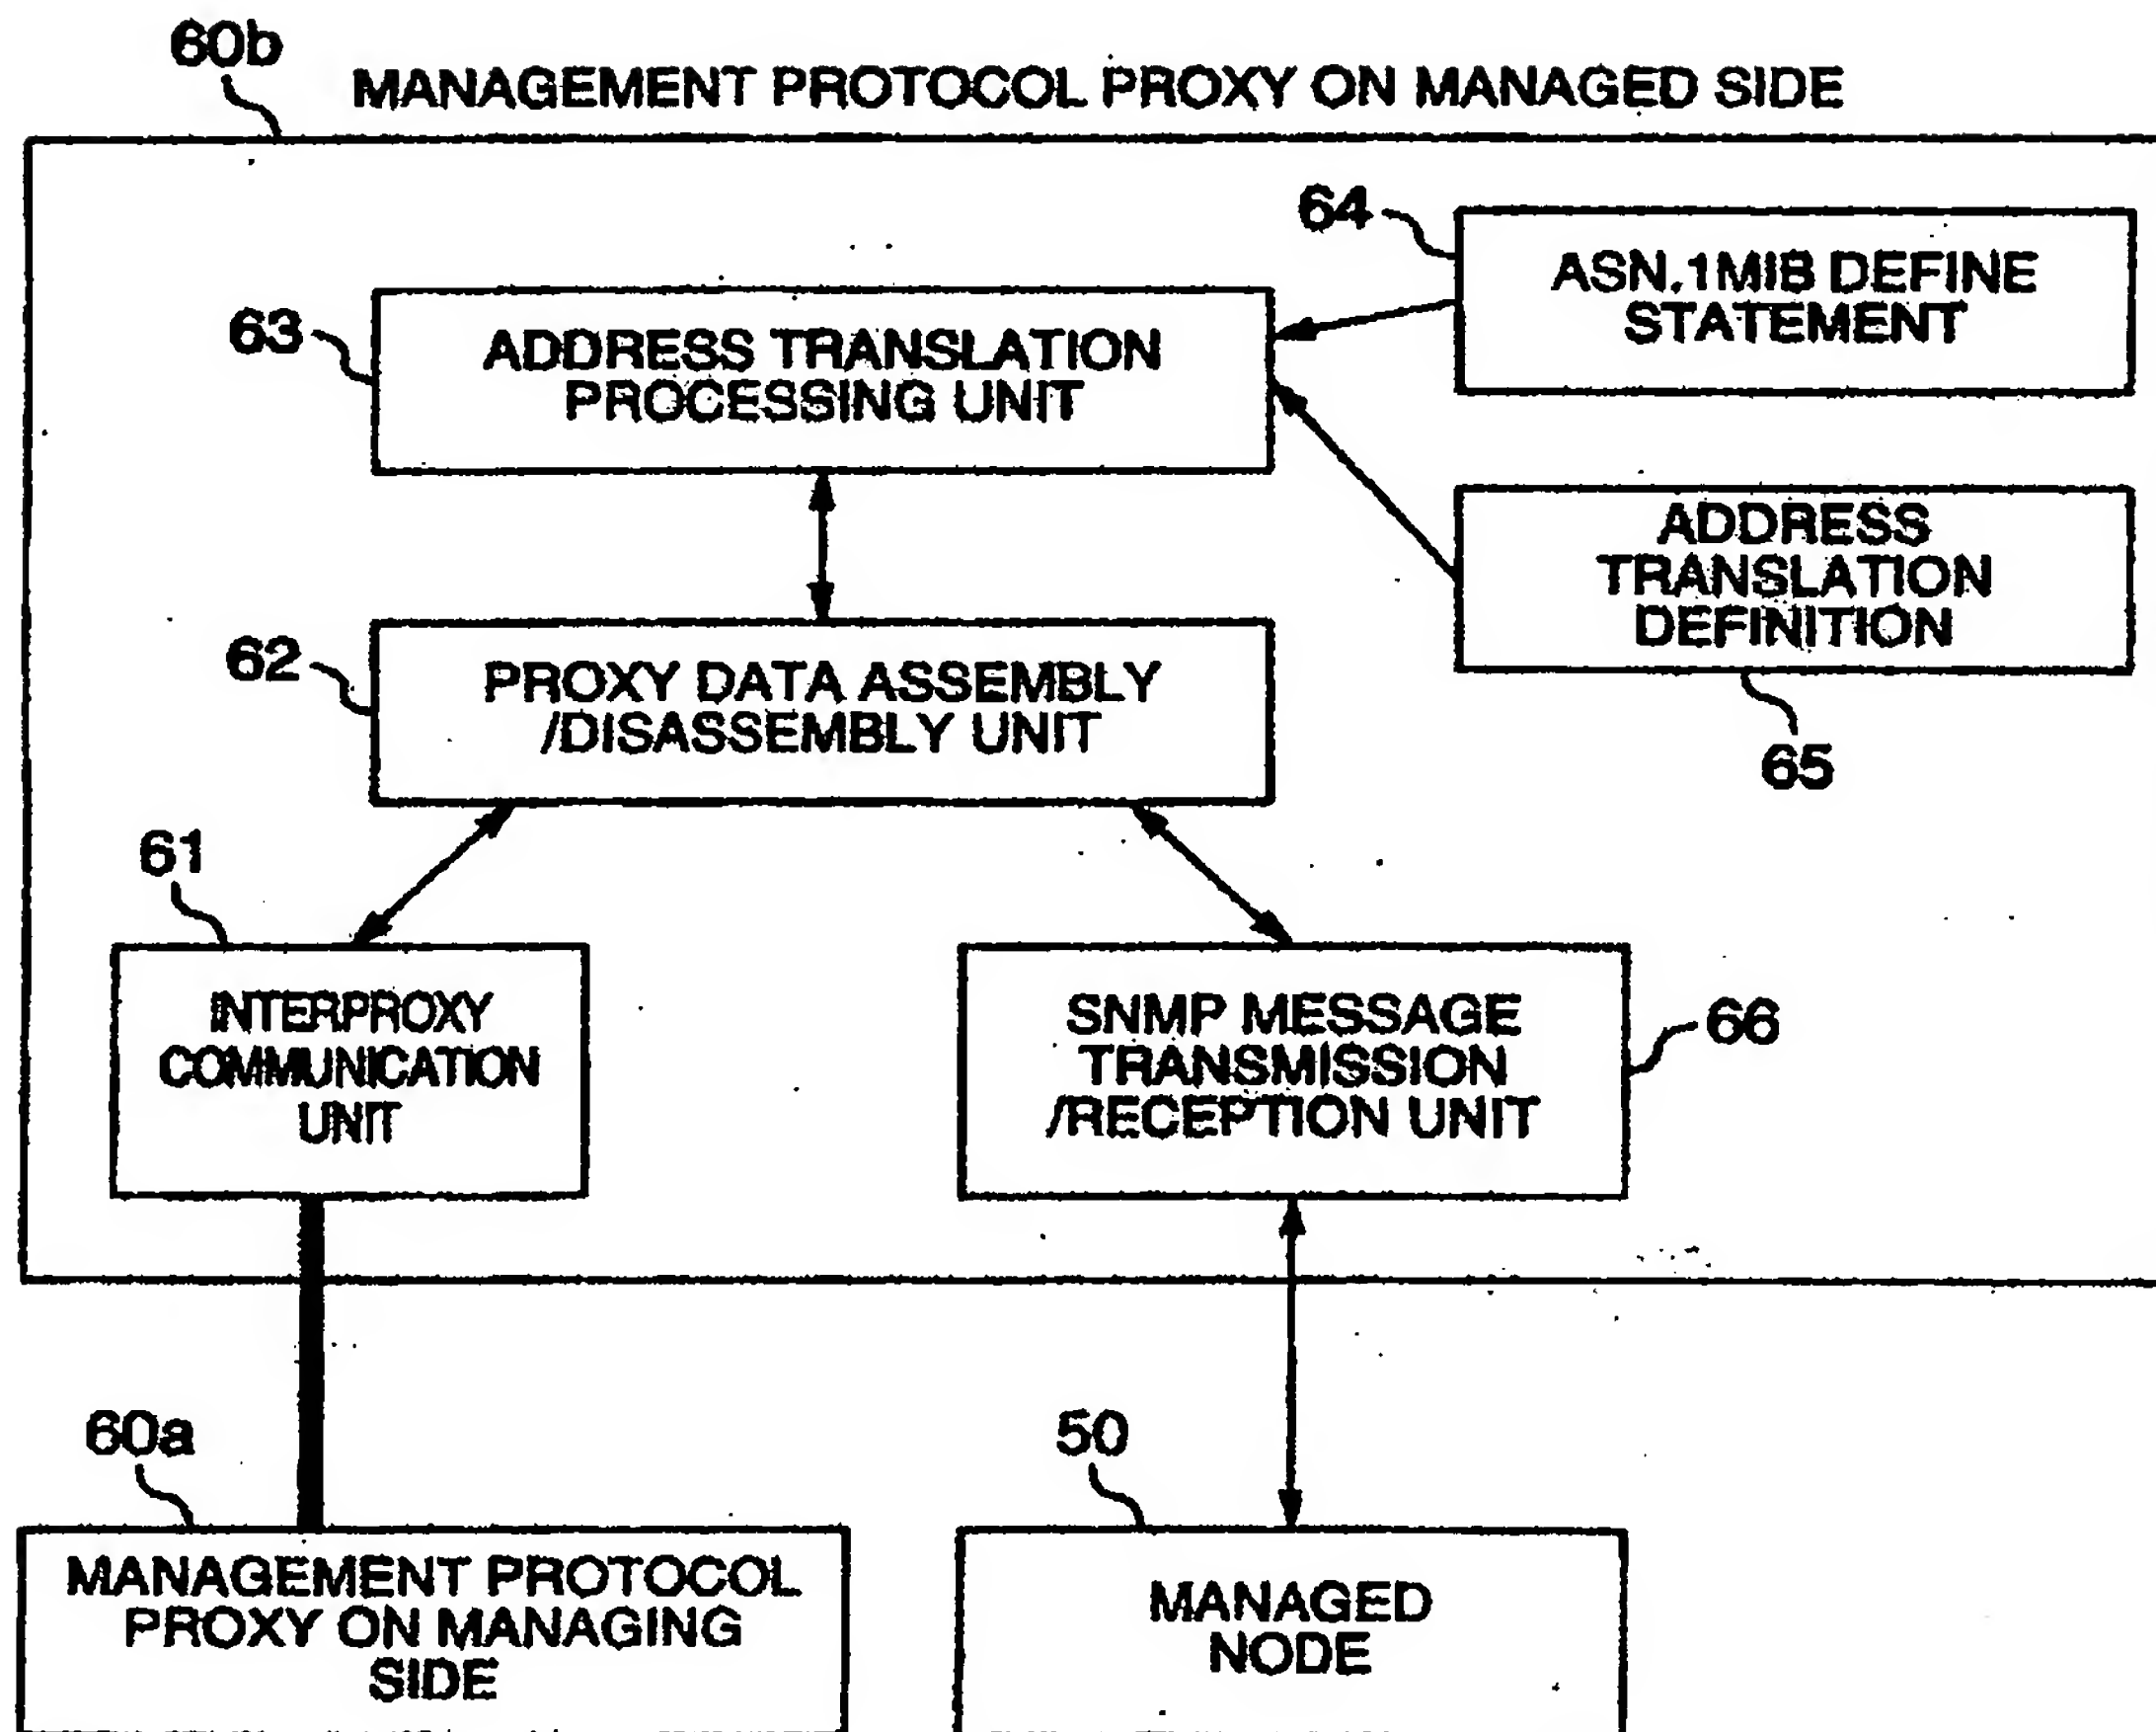 60b
MANAGEMENT PROTOCOL PROXY ON MANAGED SIDE
64
ASN.1MIB DEFINE
STATEMENT
63
ADDRESS TRANSLATION
PROCESSING UNIT
ADDRESS
TRANSLATION
DEFINITION
65
62
PROXY DATA ASSEMBLY
/DISASSEMBLY UNIT
61
INTERPROXY
COMMUNICATION
UNIT
SNMP MESSAGE
TRANSMISSION
/RECEPTION UNIT
66
60a
50
MANAGEMENT PROTOCOL
PROXY ON MANAGING
SIDE
MANAGED
NODE